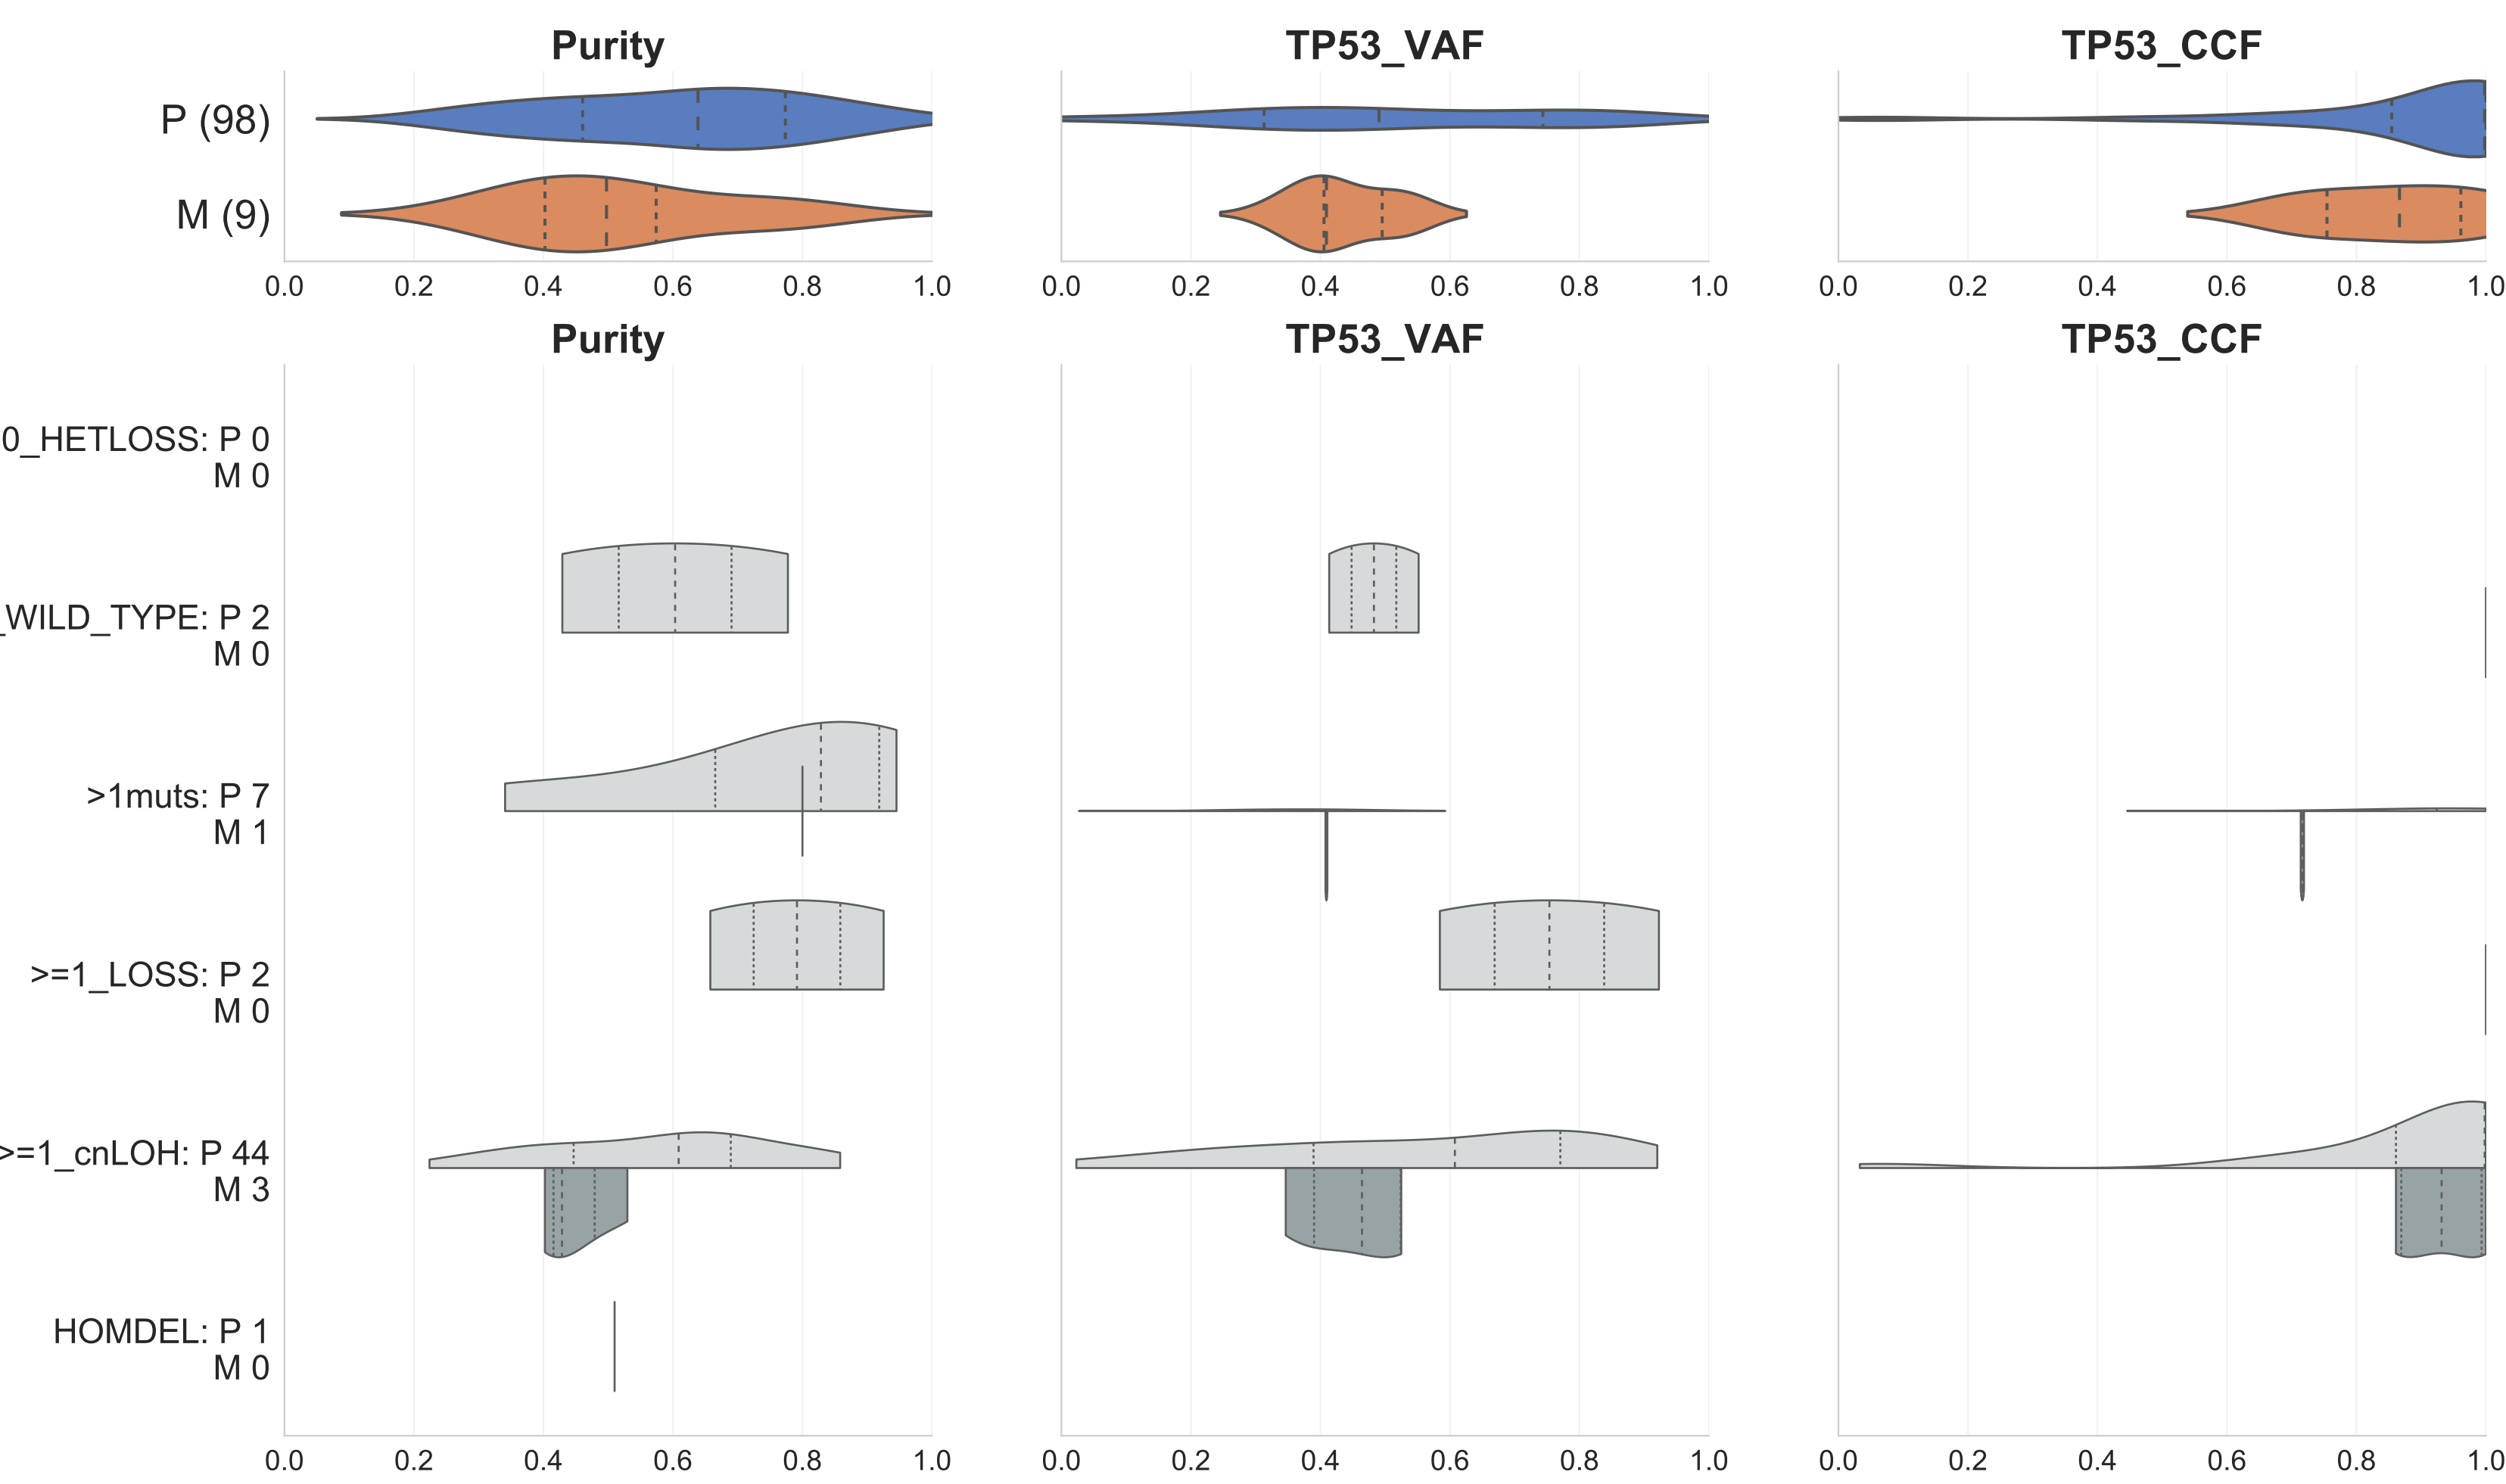 Purity TP53_VAF TP53_CCF
P (98)
M (9)
0.0 0.2 0.4 0.6 0.8 1.0 0.0 0.2 0.4 0.6 0.8 1.0 0.0 0.2 0.4 0.6 0.8 1.0
Purity TP53_VAF TP53_CCF
0_HETLOSS: P 0
M 0
_WILD_TYPE: P 2
M 0
>1muts: P 7
M 1
>=1_LOSS: P 2
M 0
>=1_cnLOH: P 44
M 3
HOMDEL: P 1
M 0
0.0 0.2 0.4 0.6 0.8 1.0 0.0 0.2 0.4 0.6 0.8 1.0 0.0 0.2 0.4 0.6 0.8 1.0